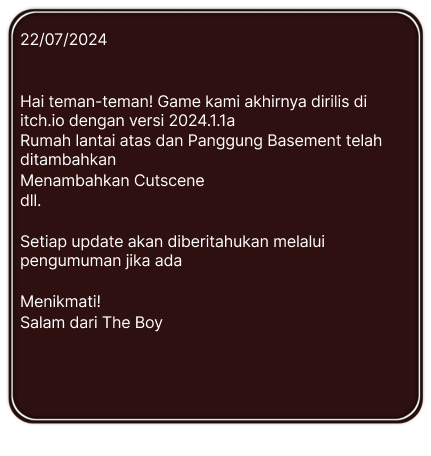 22/07/2024
Hai teman-teman! Game kami akhirnya dirilis di
itch.io dengan versi 2024.1.1a
Rumah lantai atas dan Panggung Basement telah
ditambahkan
Menambahkan Cutscene
dll.
Setiap update akan diberitahukan melalui
pengumuman jika ada
Menikmati!
Salam dari The Boy